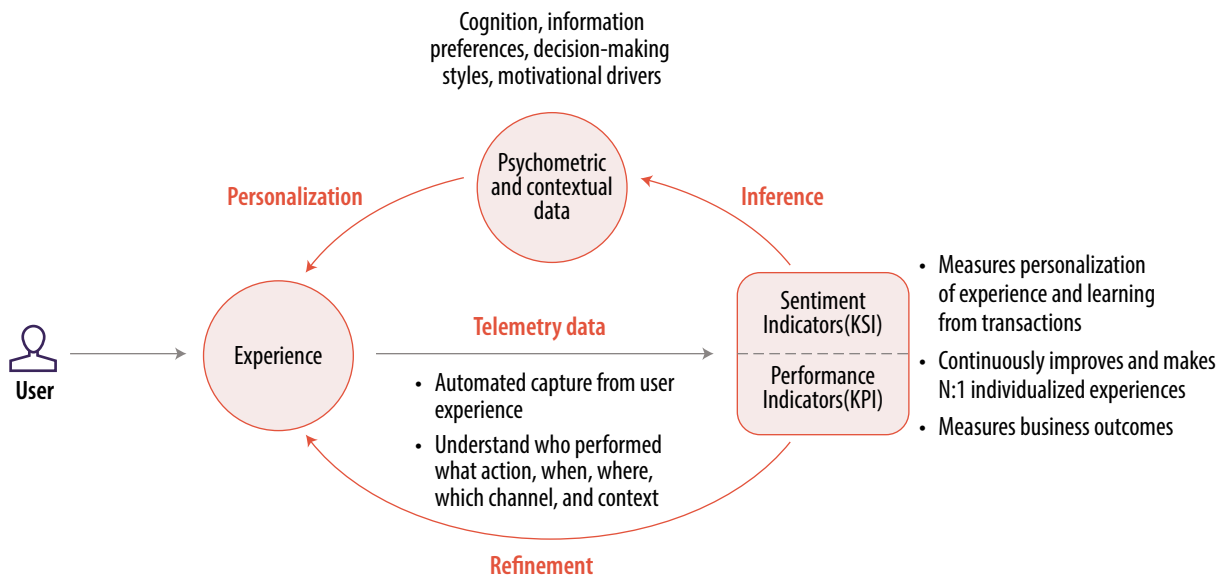 Cognition, information
preferences, decision-making
styles, motivational drivers
Psychometric
and contextual
data
Personalization
Inference
User
Experience
Telemetry data
• Automated capture from user
experience
• Understand who performed
what action, when, where,
which channel, and context
Sentiment
Indicators(KSI)
Performance
Indicators(KPI)
• Measures personalization
of experience and learning
from transactions
• Continuously improves and makes
N:1 individualized experiences
• Measures business outcomes
Refinement